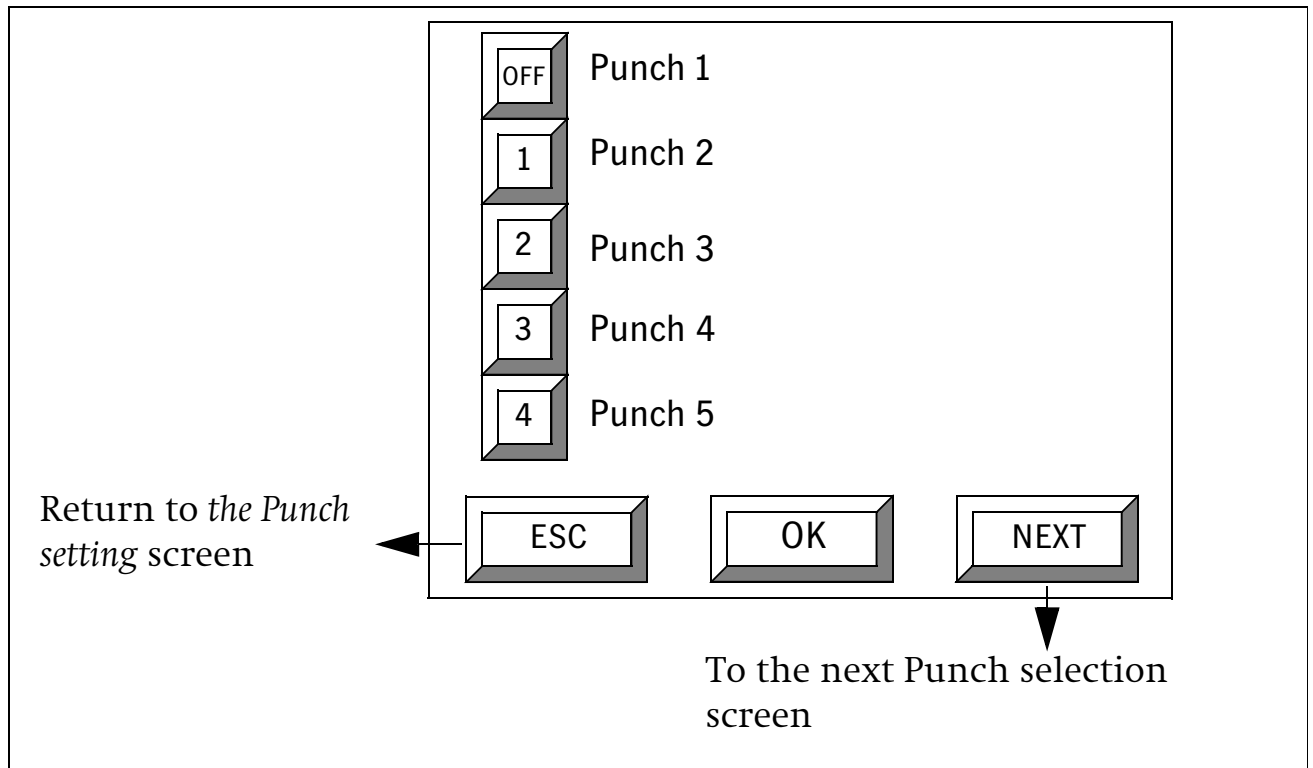 OFF Punch 1
1 Punch 2
2 Punch 3
3 Punch 4
4 Punch 5
Return to the Punch
setting screen
ESC OK NEXT
To the next Punch selection
screen